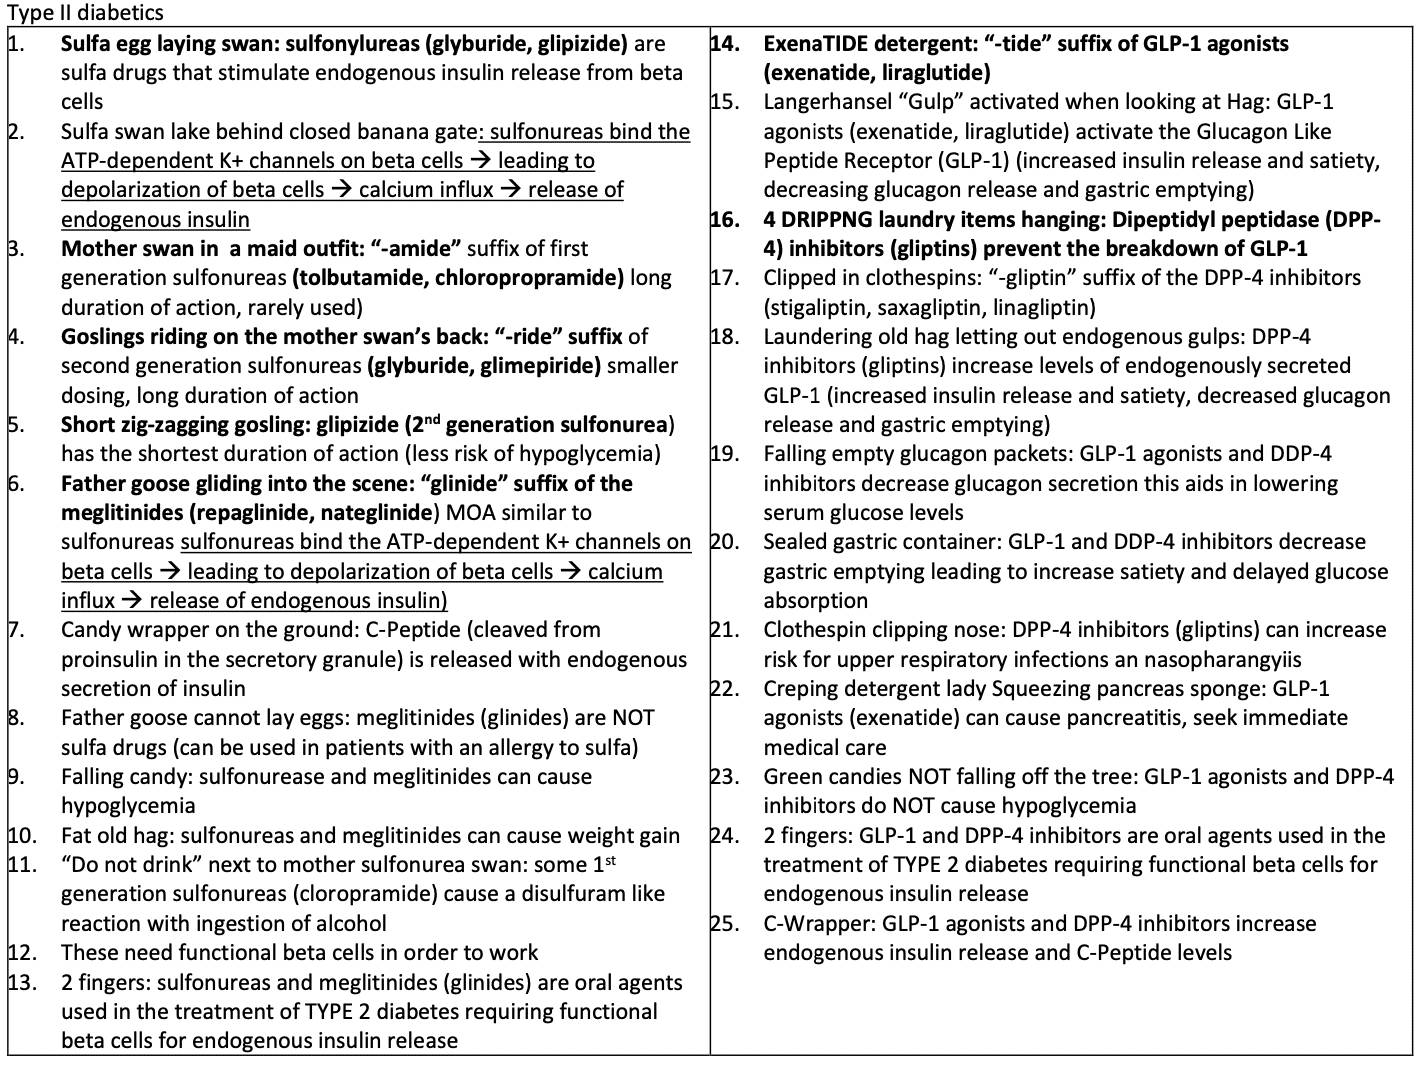 Type II diabetics
1. Sulfa egg laying swan: sulfonylureas (glyburide, glipizide) are
sulfa drugs that stimulate endogenous insulin release from beta
cells
2. Sulfa swan lake behind closed banana gate: sulfonureas bind the
ATP-dependent K+ channels on beta cells → leading to
depolarization of beta cells → calcium influx → release of
endogenous insulin
3. Mother swan in a maid outfit: “-amide” suffix of first
generation sulfonureas (tolbutamide, chloropropramide) long
duration of action, rarely used)
4. Goslings riding on the mother swan’s back: “-ride” suffix of
second generation sulfonureas (glyburide, glimepiride) smaller
dosing, long duration of action
5. Short zig-zagging gosling: glipizide (2nd generation sulfonurea)
has the shortest duration of action (less risk of hypoglycemia)
6. Father goose gliding into the scene: “glinide” suffix of the
meglitinides (repaglinide, nateglinide) MOA similar to
sulfonureas sulfonureas bind the ATP-dependent K+ channels on
beta cells → leading to depolarization of beta cells → calcium
influx → release of endogenous insulin)
7. Candy wrapper on the ground: C-Peptide (cleaved from
proinsulin in the secretory granule) is released with endogenous
secretion of insulin
8. Father goose cannot lay eggs: meglitinides (glinides) are NOT
sulfa drugs (can be used in patients with an allergy to sulfa)
9. Falling candy: sulfonurease and meglitinides can cause
hypoglycemia
10. Fat old hag: sulfonureas and meglitinides can cause weight gain
11. “Do not drink” next to mother sulfonurea swan: some 1st
generation sulfonureas (cloropramide) cause a disulfuram like
reaction with ingestion of alcohol
12. These need functional beta cells in order to work
13. 2 fingers: sulfonureas and meglitinides (glinides) are oral agents
used in the treatment of TYPE 2 diabetes requiring functional
beta cells for endogenous insulin release
14. ExenaTIDE detergent: “-tide” suffix of GLP-1 agonists
(exenatide, liraglutide)
15. Langerhansel “Gulp” activated when looking at Hag: GLP-1
agonists (exenatide, liraglutide) activate the Glucagon Like
Peptide Receptor (GLP-1) (increased insulin release and satiety,
decreasing glucagon release and gastric emptying)
16. 4 DRIPPNG laundry items hanging: Dipeptidyl peptidase (DPP-
4) inhibitors (gliptins) prevent the breakdown of GLP-1
17. Clipped in clothespins: “-gliptin” suffix of the DPP-4 inhibitors
(stigaliptin, saxagliptin, linagliptin)
18. Laundering old hag letting out endogenous gulps: DPP-4
inhibitors (gliptins) increase levels of endogenously secreted
GLP-1 (increased insulin release and satiety, decreased glucagon
release and gastric emptying)
19. Falling empty glucagon packets: GLP-1 agonists and DDP-4
inhibitors decrease glucagon secretion this aids in lowering
serum glucose levels
20. Sealed gastric container: GLP-1 and DDP-4 inhibitors decrease
gastric emptying leading to increase satiety and delayed glucose
absorption
21. Clothespin clipping nose: DPP-4 inhibitors (gliptins) can increase
risk for upper respiratory infections an nasopharangyiis
22. Creping detergent lady Squeezing pancreas sponge: GLP-1
agonists (exenatide) can cause pancreatitis, seek immediate
medical care
23. Green candies NOT falling off the tree: GLP-1 agonists and DPP-4
inhibitors do NOT cause hypoglycemia
24. 2 fingers: GLP-1 and DPP-4 inhibitors are oral agents used in the
treatment of TYPE 2 diabetes requiring functional beta cells for
endogenous insulin release
25. C-Wrapper: GLP-1 agonists and DPP-4 inhibitors increase
endogenous insulin release and C-Peptide levels